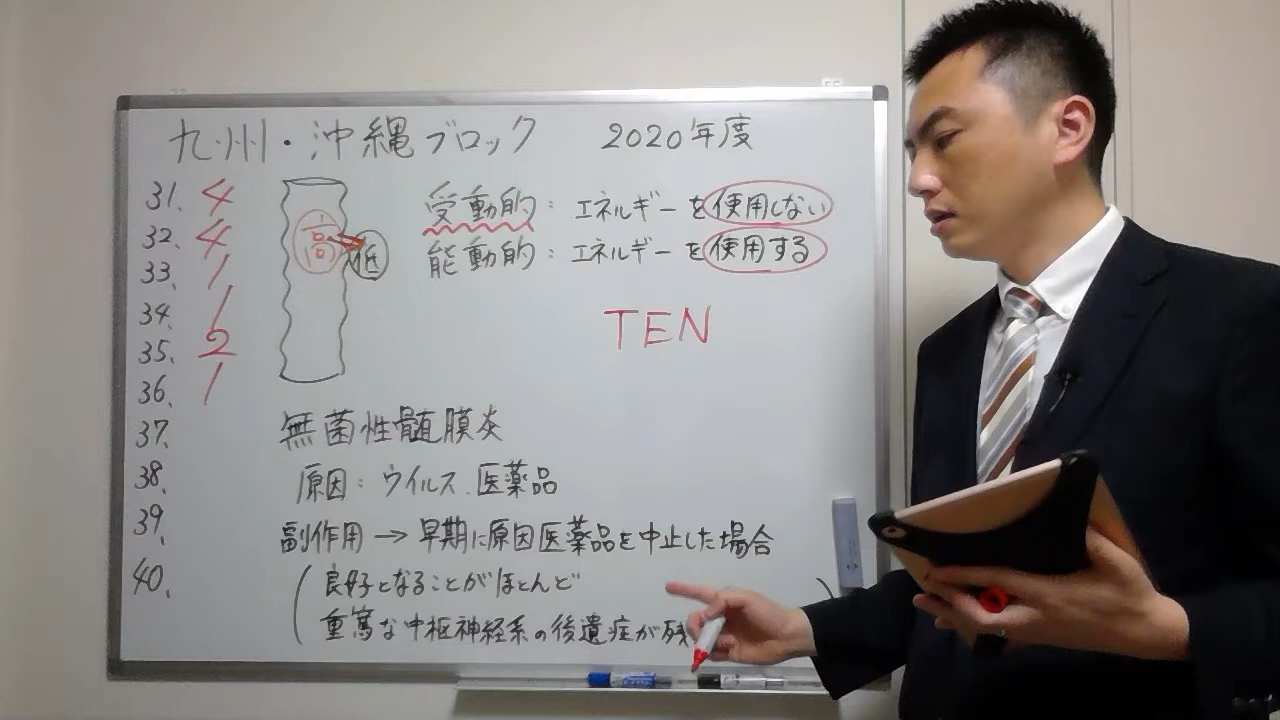 九州・沖縄ブロック 2020年度
31. 4
32. 4
33. 1
34. 1
35. 2
36. 1
37.
38.
39.
40.
高
低
受動的：エネルギーを使用しない
能動的：エネルギーを使用する
TEN
無菌性髄膜炎
原因：ウイルス、医薬品
副作用→早期に原因医薬品を中止した場合
(良好となることがほとんど
重篤な中枢神経系の後遺症が残